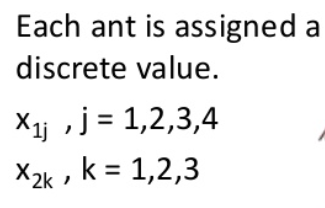 Each ant is assigned a
discrete value.
x₁ⱼ , j = 1,2,3,4
x₂ₖ , k = 1,2,3